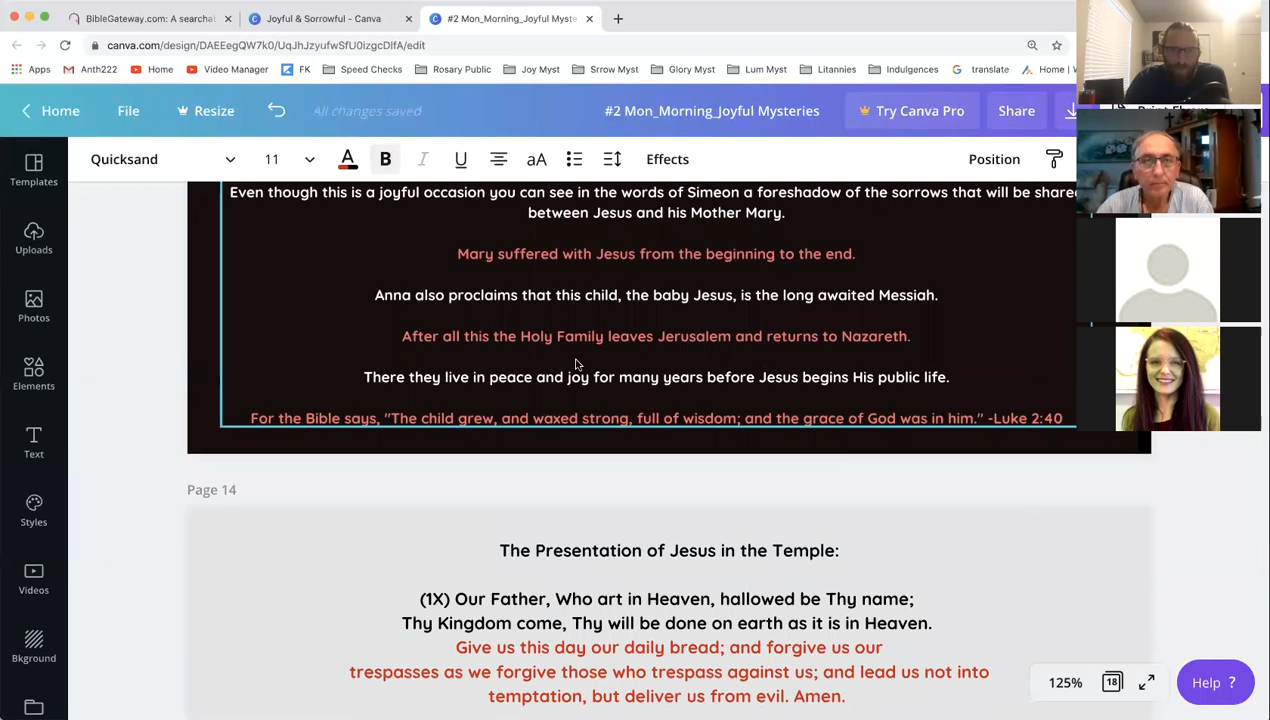 BibleGateway.com: A searchab
Joyful & Sorrowful - Canva
#2 Mon_Morning_Joyful Myste
canva.com/design/DAEEegQW7k0/UqJhJzyufwSfU0izgcDlfA/edit
Apps Anth222 Home Video Manager FK Speed Checks Rosary Public Joy Myst Srrow Myst Glory Myst Lum Myst Litannies Indulgences translate Home | W
Home File Resize All changes saved #2 Mon_Morning_Joyful Mysteries Try Canva Pro Share
Quicksand 11 A B I U aA Effects Position
Templates
Uploads
Photos
Elements
Text
Styles
Videos
Bkground
Even though this is a joyful occasion you can see in the words of Simeon a foreshadow of the sorrows that will be share
between Jesus and his Mother Mary.
Mary suffered with Jesus from the beginning to the end.
Anna also proclaims that this child, the baby Jesus, is the long awaited Messiah.
After all this the Holy Family leaves Jerusalem and returns to Nazareth.
There they live in peace and joy for many years before Jesus begins His public life.
For the Bible says, "The child grew, and waxed strong, full of wisdom; and the grace of God was in him." -Luke 2:40
Page 14
The Presentation of Jesus in the Temple:
(1X) Our Father, Who art in Heaven, hallowed be Thy name;
Thy Kingdom come, Thy will be done on earth as it is in Heaven.
Give us this day our daily bread; and forgive us our
trespasses as we forgive those who trespass against us; and lead us not into
temptation, but deliver us from evil. Amen.
125% 18 Help ?